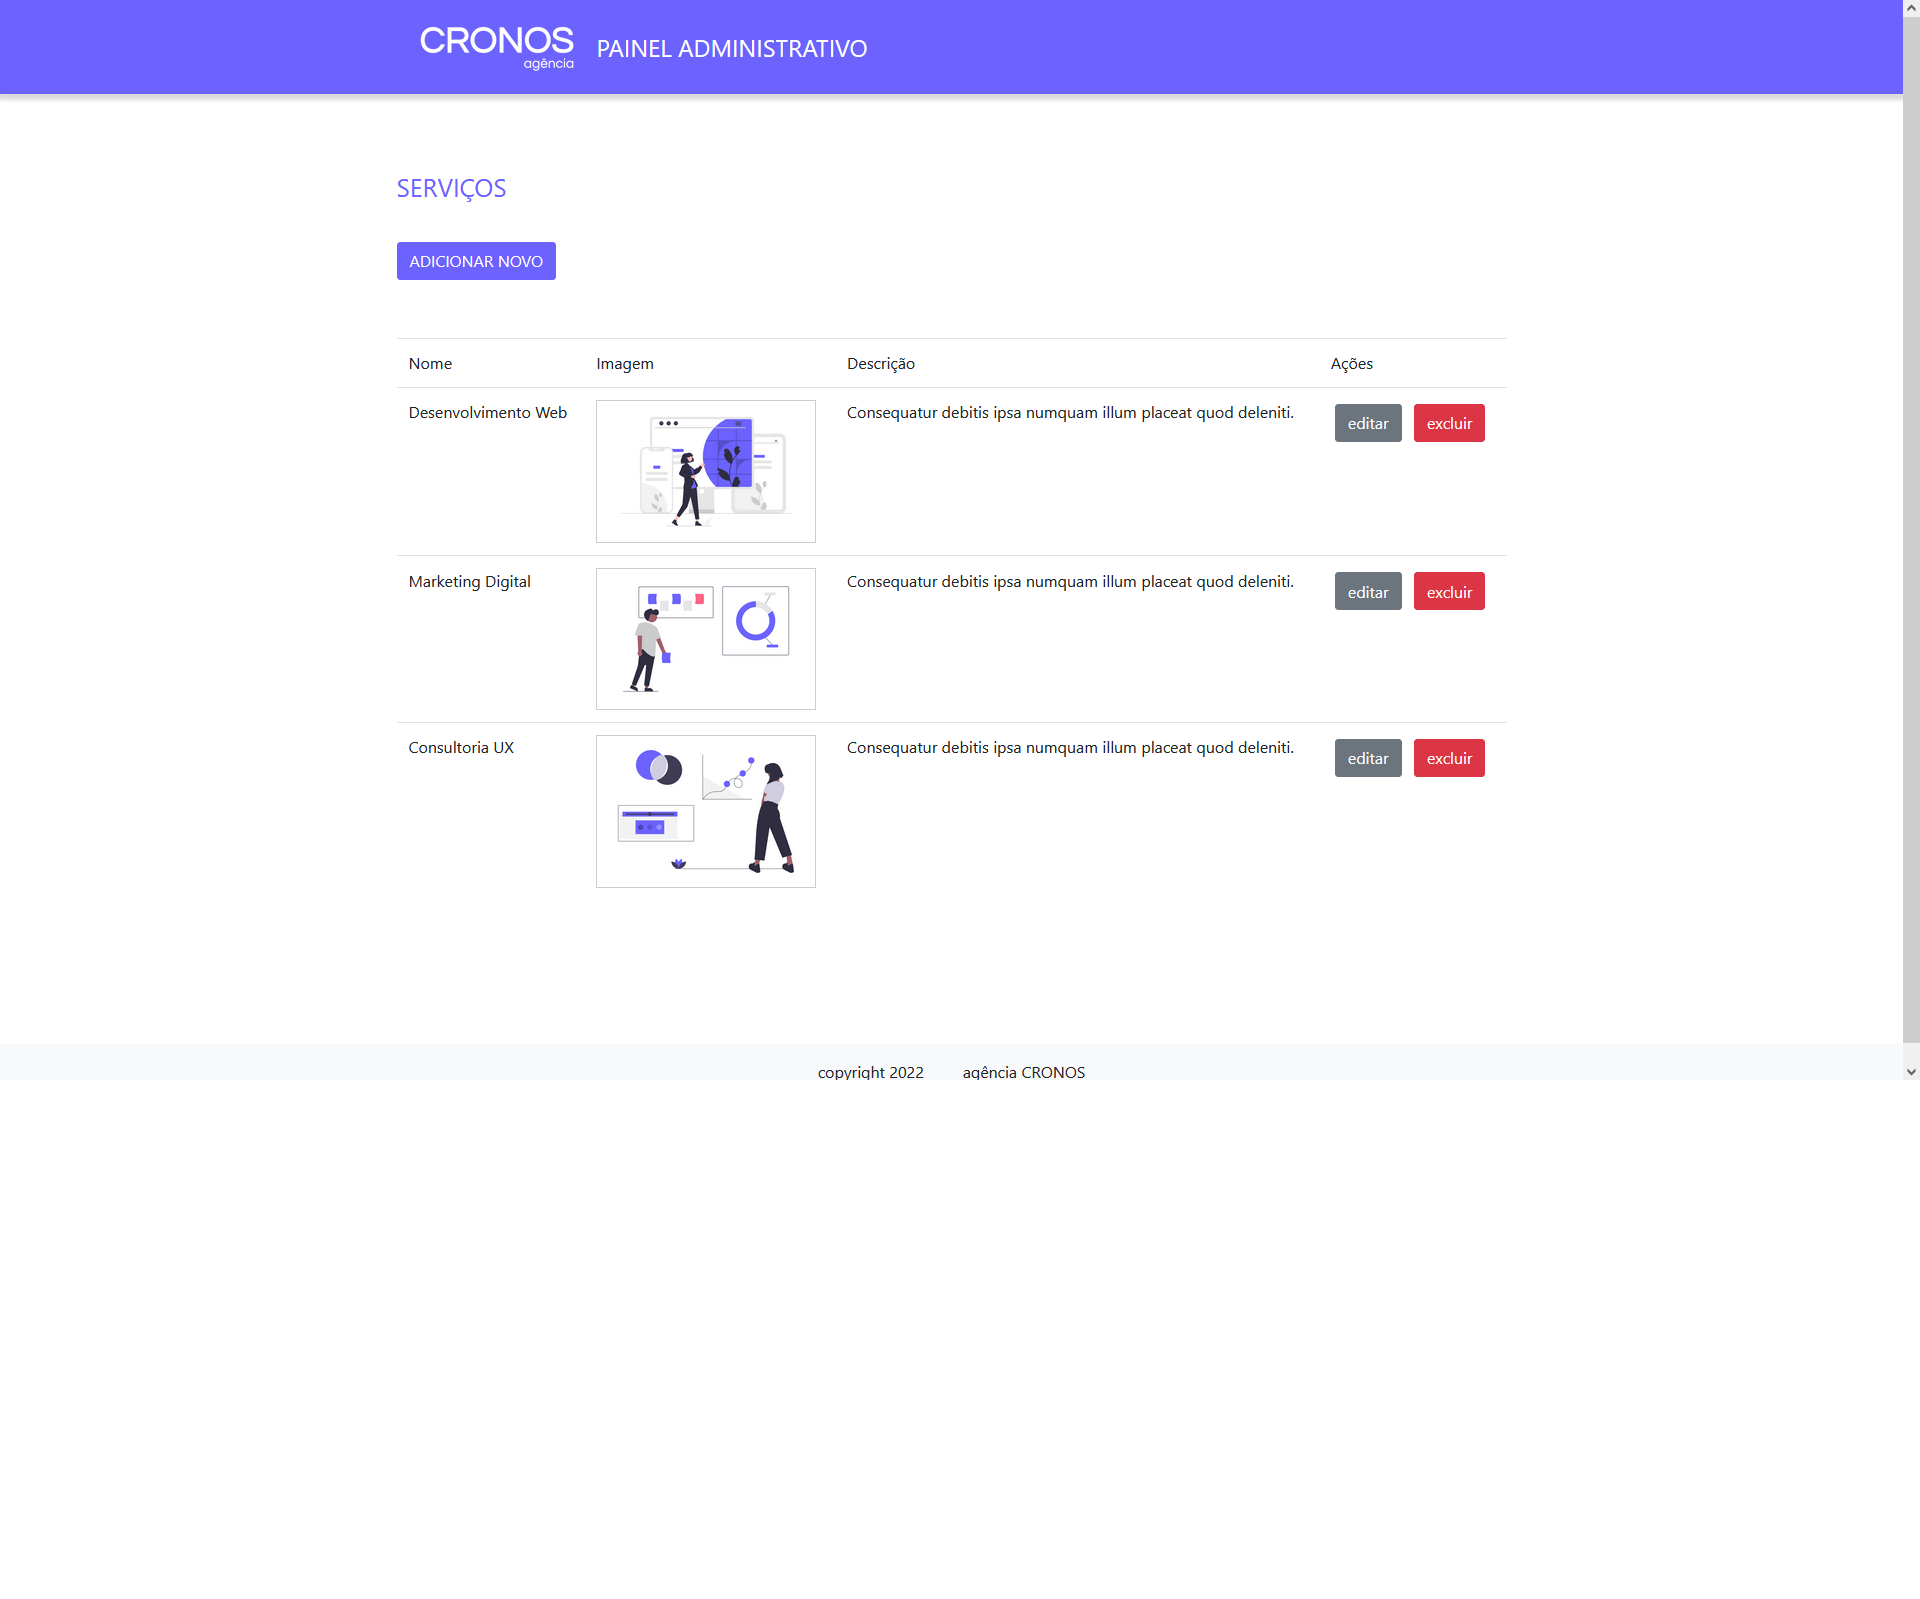 CRONOS
agência
PAINEL ADMINISTRATIVO
SERVIÇOS
ADICIONAR NOVO
Nome Imagem Descrição Ações
Desenvolvimento Web Consequatur debitis ipsa numquam illum placeat quod deleniti. editar excluir
Marketing Digital Consequatur debitis ipsa numquam illum placeat quod deleniti. editar excluir
Consultoria UX Consequatur debitis ipsa numquam illum placeat quod deleniti. editar excluir
copyright 2022 agência CRONOS